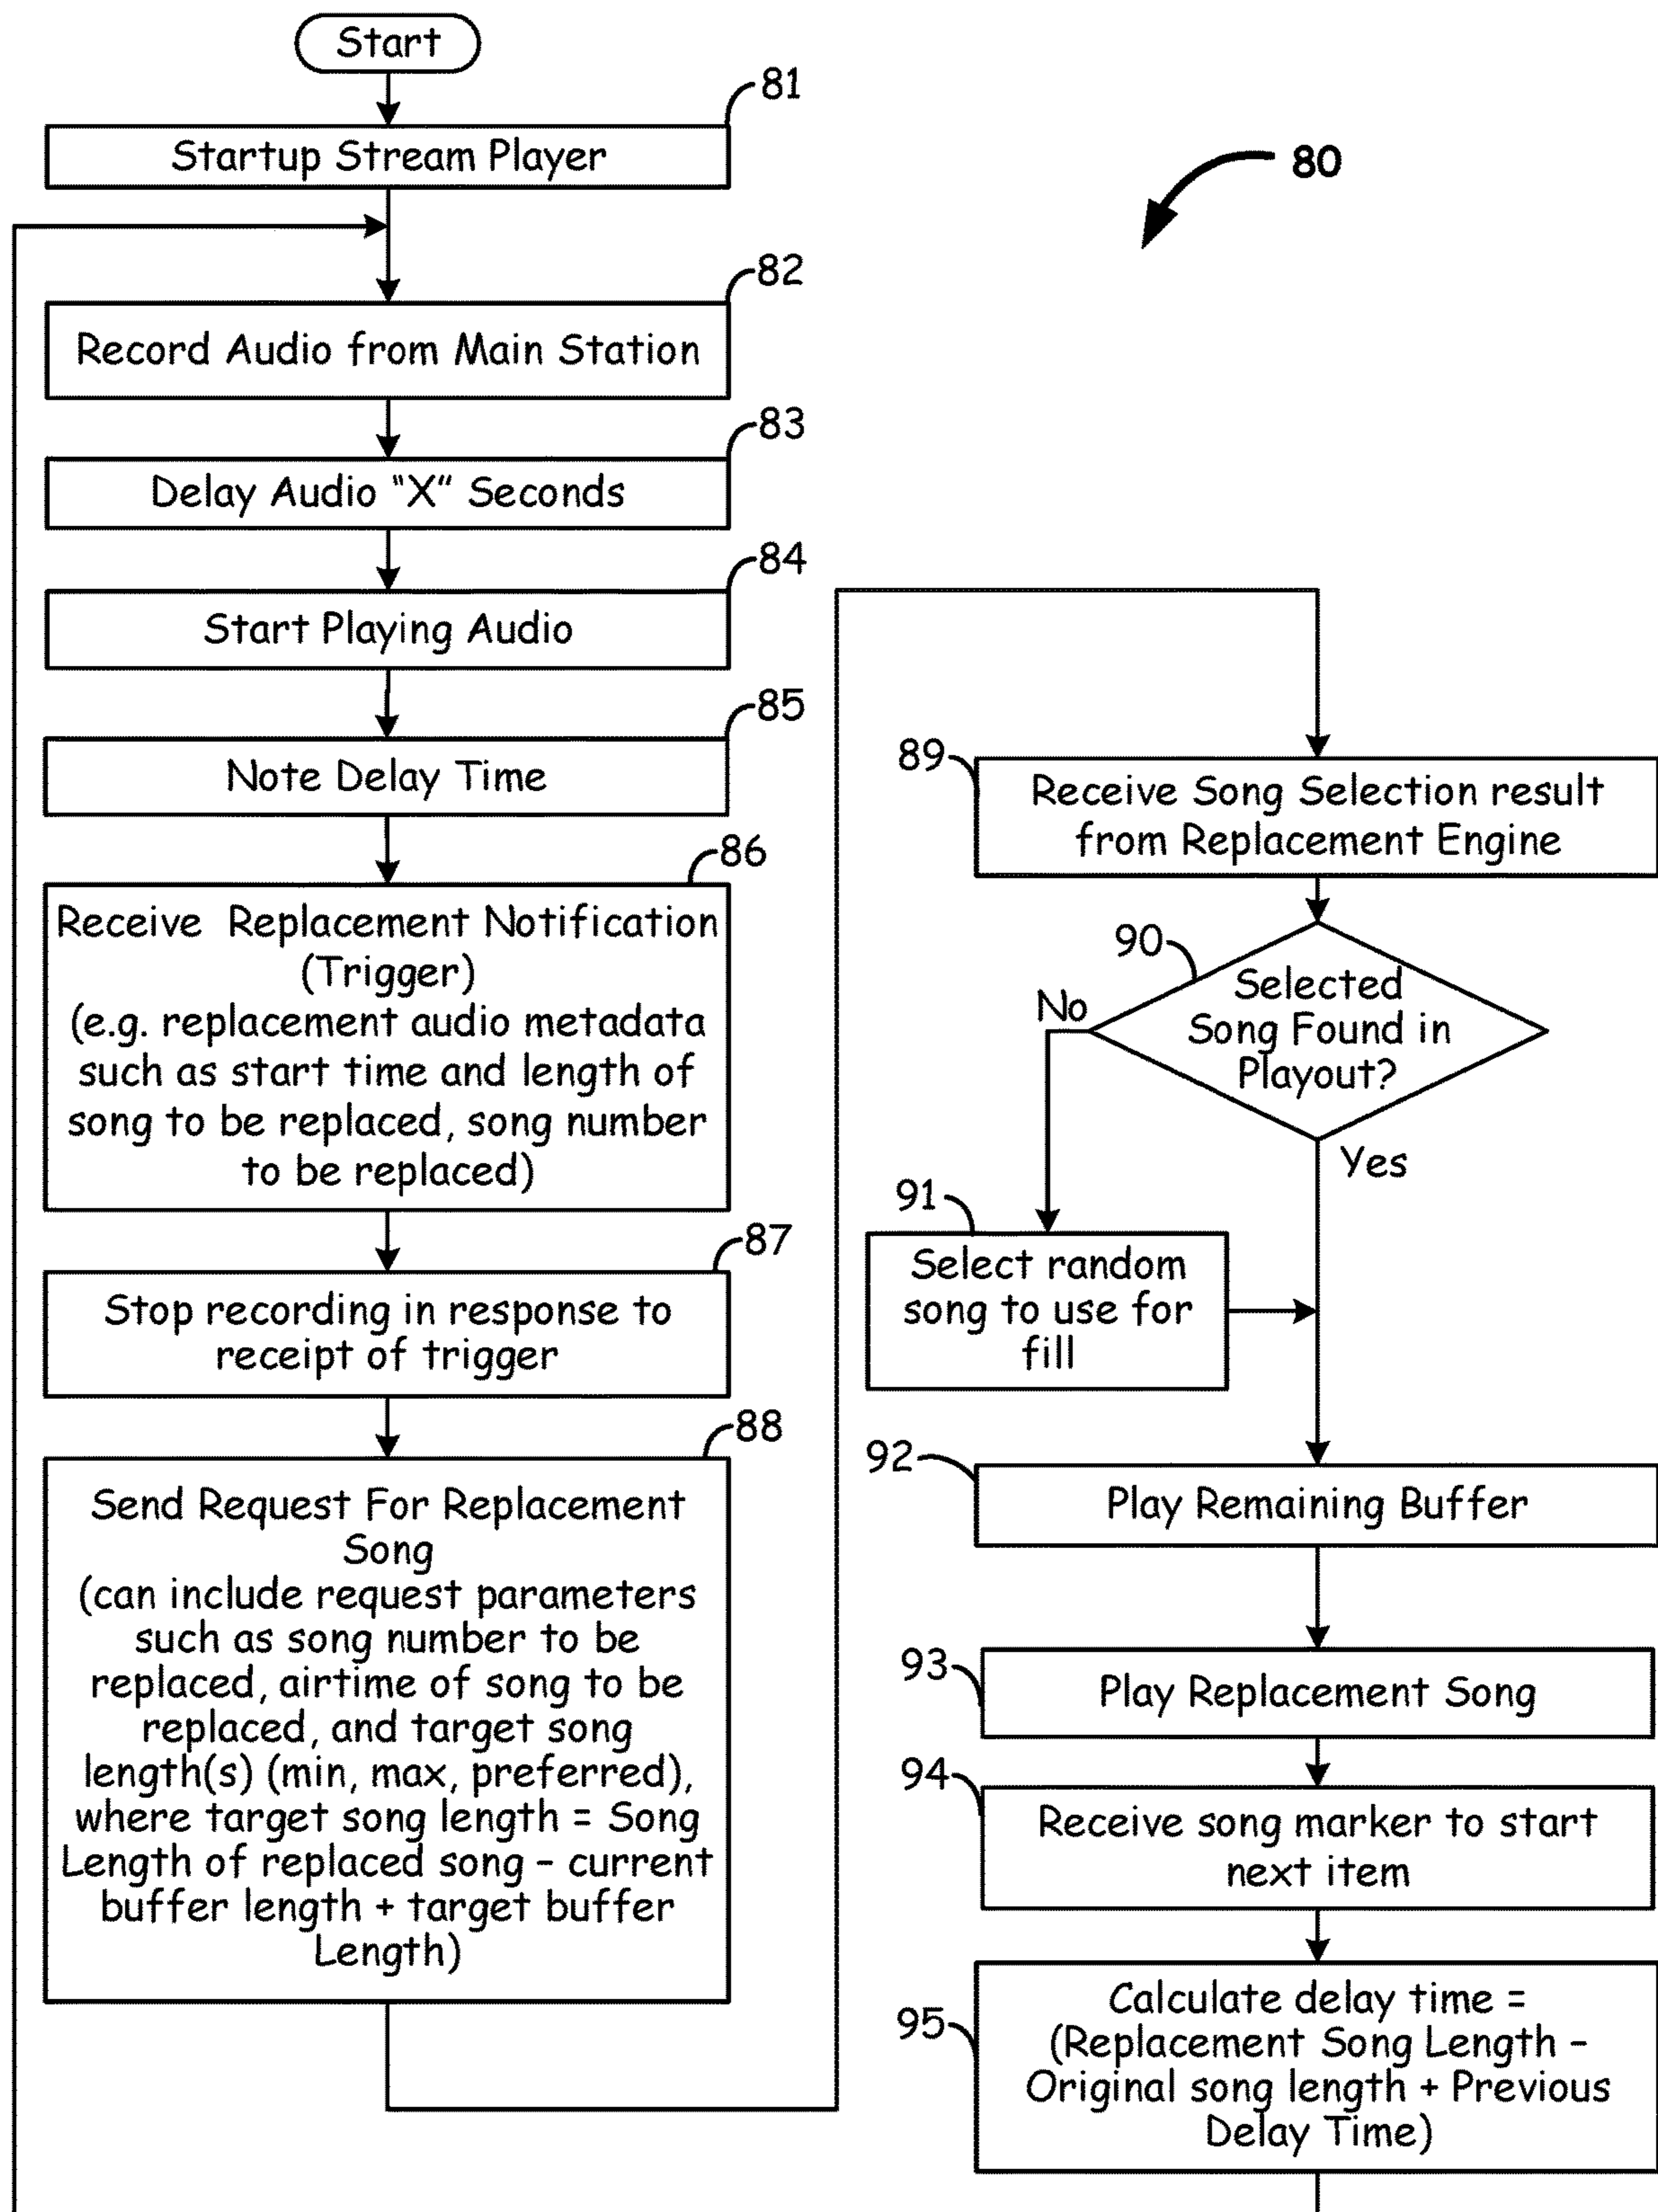 Start
81
Startup Stream Player
80
82
Record Audio from Main Station
83
Delay Audio “X” Seconds
84
Start Playing Audio
85
Note Delay Time
86
Receive Replacement Notification
(Trigger)
(e.g. replacement audio metadata
such as start time and length of
song to be replaced, song number
to be replaced)
87
Stop recording in response to
receipt of trigger
88
Send Request For Replacement
Song
(can include request parameters
such as song number to be
replaced, airtime of song to be
replaced, and target song
length(s) (min, max, preferred),
where target song length = Song
Length of replaced song – current
buffer length + target buffer
Length)
89
Receive Song Selection result
from Replacement Engine
90
Selected
Song Found in
Playout?
No
Yes
91
Select random
song to use for
fill
92
Play Remaining Buffer
93
Play Replacement Song
94
Receive song marker to start
next item
95
Calculate delay time =
(Replacement Song Length –
Original song length + Previous
Delay Time)